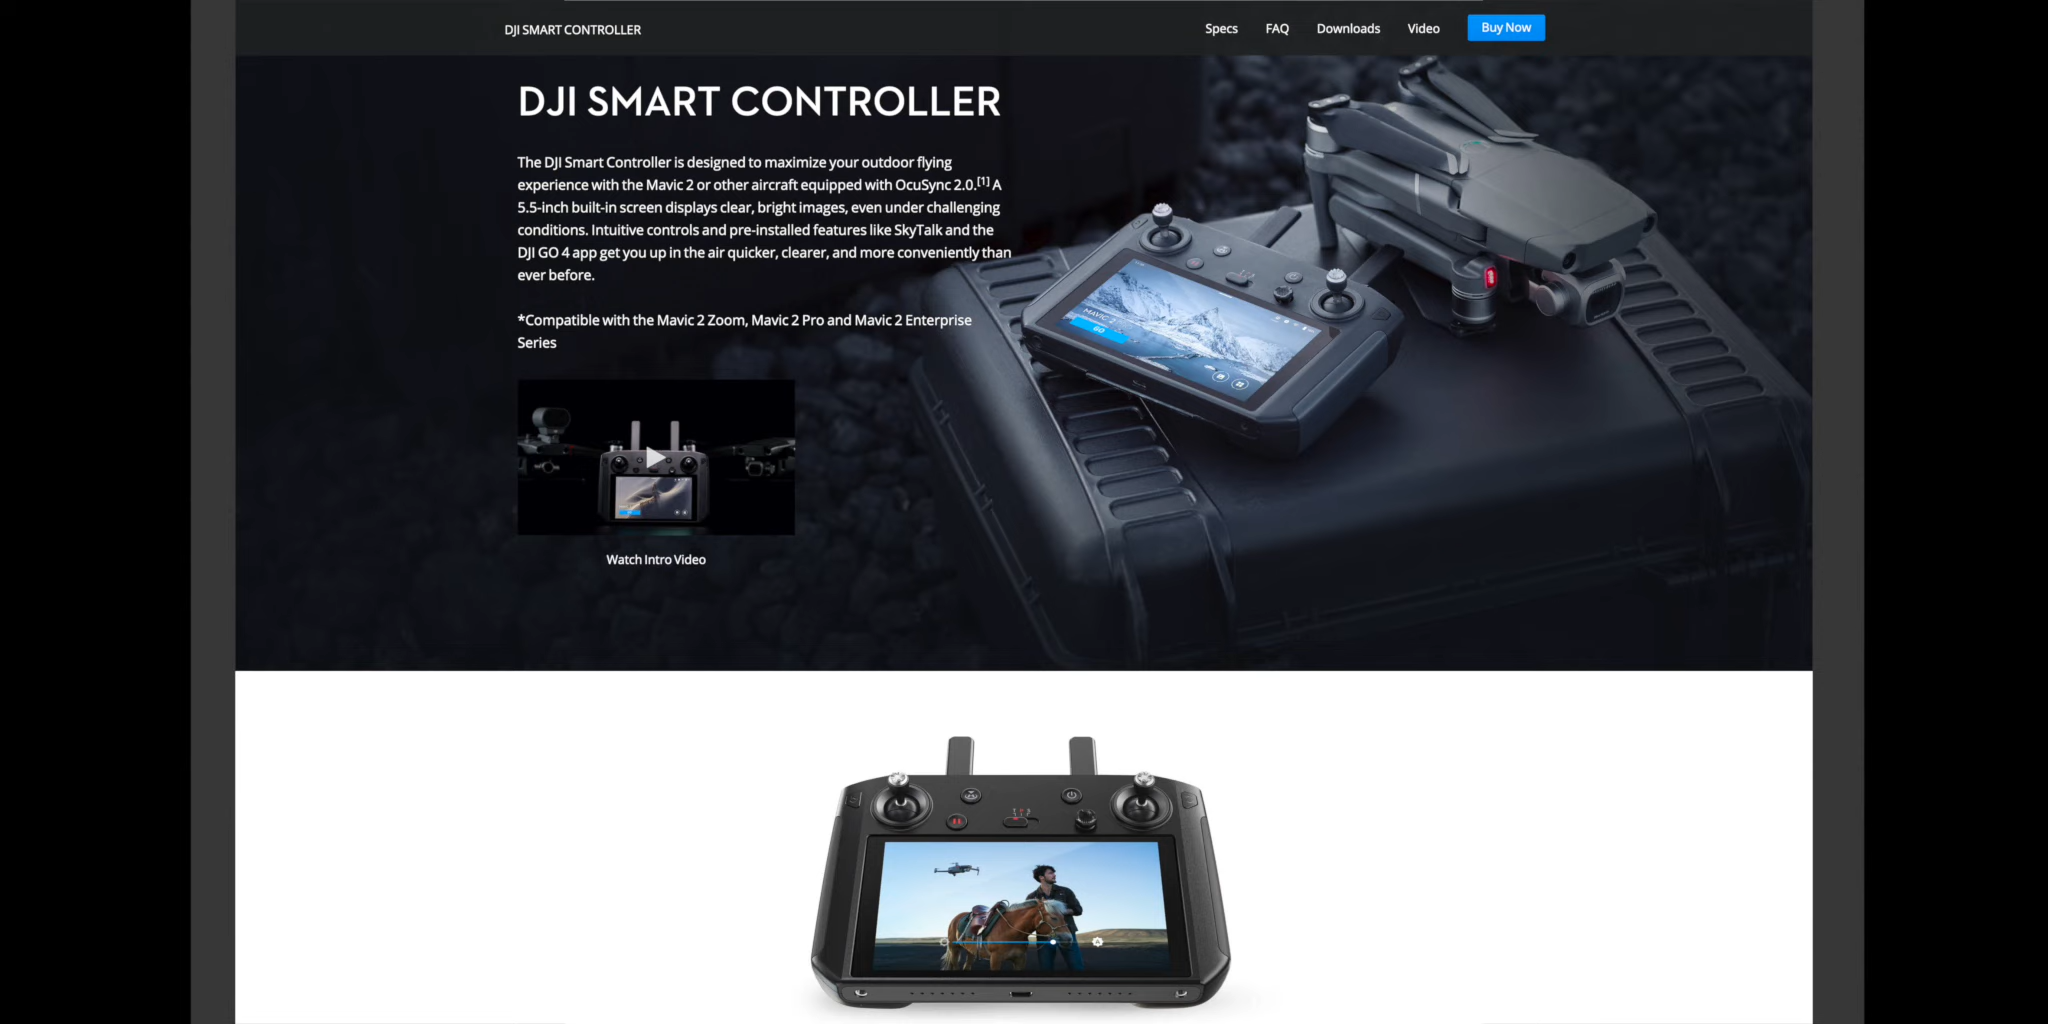 DJI SMART CONTROLLER
Specs FAQ Downloads Video Buy Now
DJI SMART CONTROLLER
The DJI Smart Controller is designed to maximize your outdoor flying
experience with the Mavic 2 or other aircraft equipped with OcuSync 2.0.[1] A
5.5-inch built-in screen displays clear, bright images, even under challenging
conditions. Intuitive controls and pre-installed features like SkyTalk and the
DJI GO 4 app get you up in the air quicker, clearer, and more conveniently than
ever before.
*Compatible with the Mavic 2 Zoom, Mavic 2 Pro and Mavic 2 Enterprise
Series
MAVIC 2
GO
Watch Intro Video